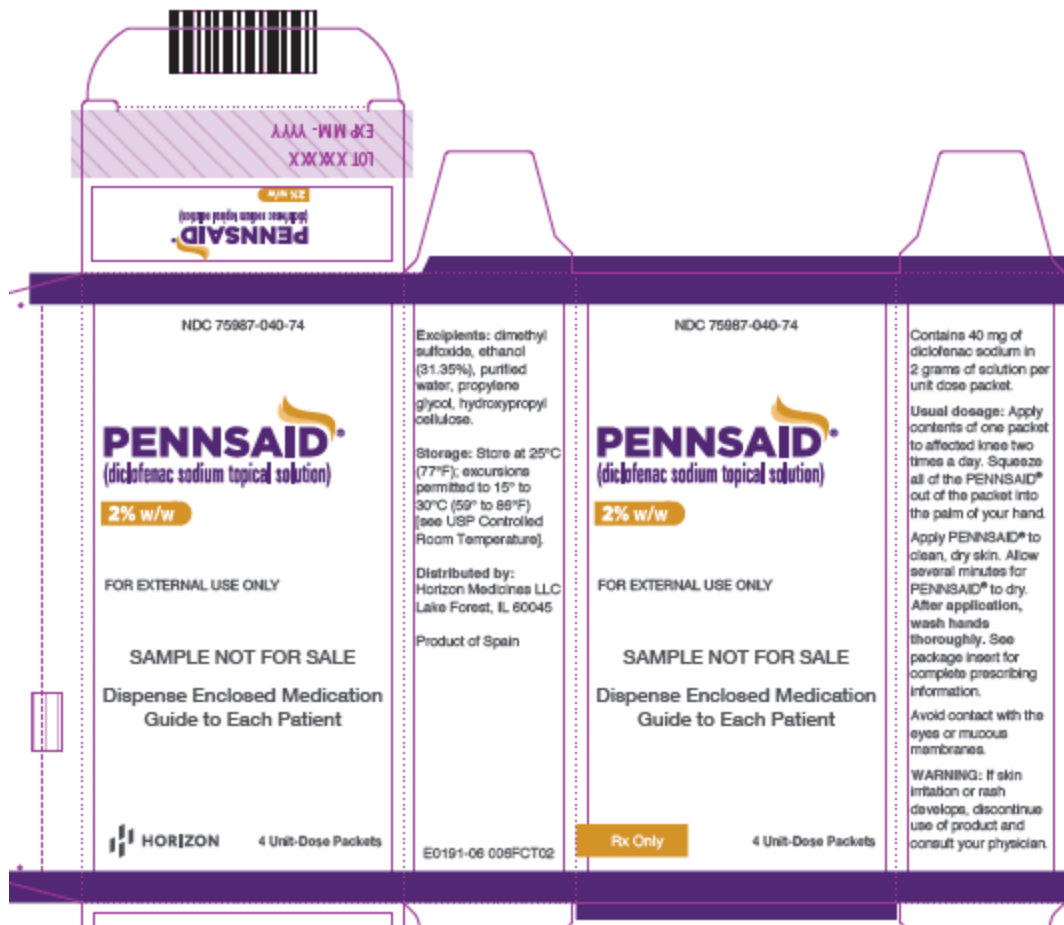 EXP MM - YYYY
LOT XXXXXX
2% w/w
(diclofenac sodium topical solution)
PENNSAID®
NDC 75987-040-74
PENNSAID®
(diclofenac sodium topical solution)
2% w/w
FOR EXTERNAL USE ONLY
SAMPLE NOT FOR SALE
Dispense Enclosed Medication
Guide to Each Patient
HORIZON
4 Unit-Dose Packets
Excipients: dimethyl
sulfoxide, ethanol
(31.35%), purified
water, propylene
glycol, hydroxypropyl
cellulose.
Storage: Store at 25°C
(77°F); excursions
permitted to 15° to
30°C (59° to 86°F)
[see USP Controlled
Room Temperature].
Distributed by:
Horizon Medicines LLC
Lake Forest, IL 60045
Product of Spain
E0191-06 006FCT02
NDC 75987-040-74
PENNSAID®
(diclofenac sodium topical solution)
2% w/w
FOR EXTERNAL USE ONLY
SAMPLE NOT FOR SALE
Dispense Enclosed Medication
Guide to Each Patient
Rx Only
4 Unit-Dose Packets
Contains 40 mg of
diclofenac sodium in
2 grams of solution per
unit dose packet.
Usual dosage: Apply
contents of one packet
to affected knee two
times a day. Squeeze
all of the PENNSAID®
out of the packet into
the palm of your hand.
Apply PENNSAID® to
clean, dry skin. Allow
several minutes for
PENNSAID® to dry.
After application,
wash hands
thoroughly. See
package insert for
complete prescribing
information.
Avoid contact with the
eyes or mucous
membranes.
WARNING: If skin
irritation or rash
develops, discontinue
use of product and
consult your physician.